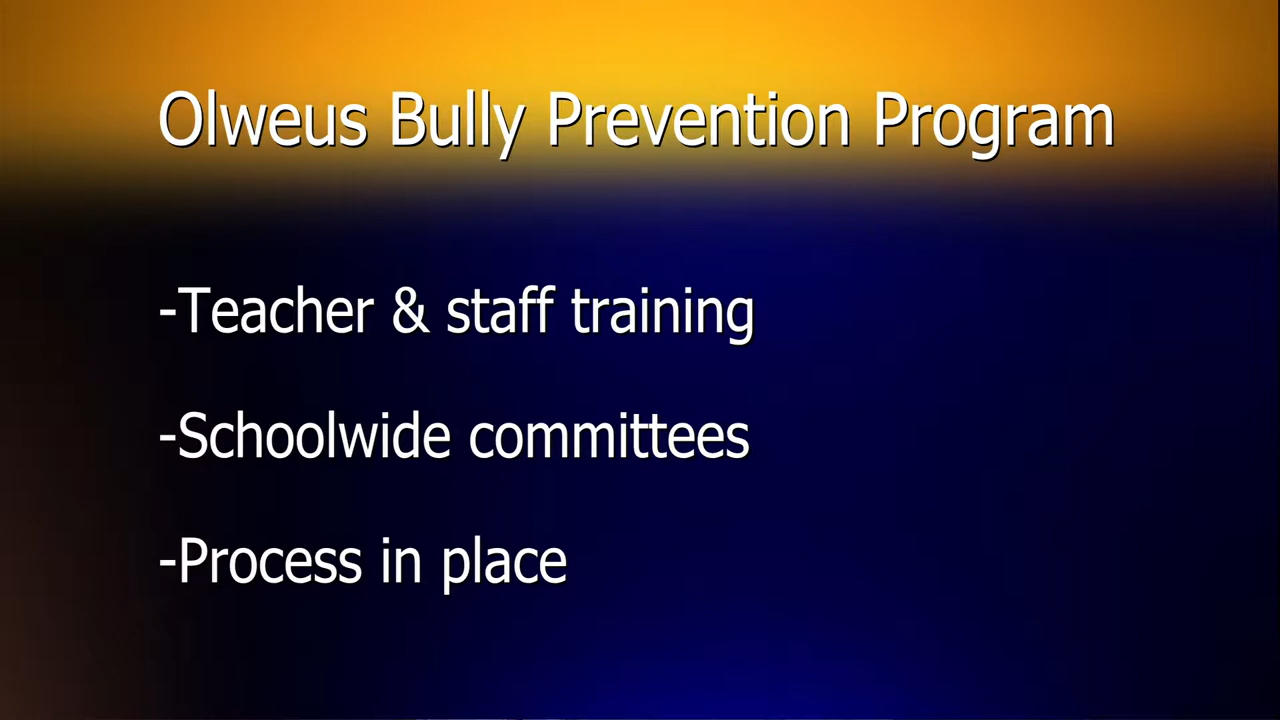 Olweus Bully Prevention Program
-Teacher & staff training
-Schoolwide committees
-Process in place